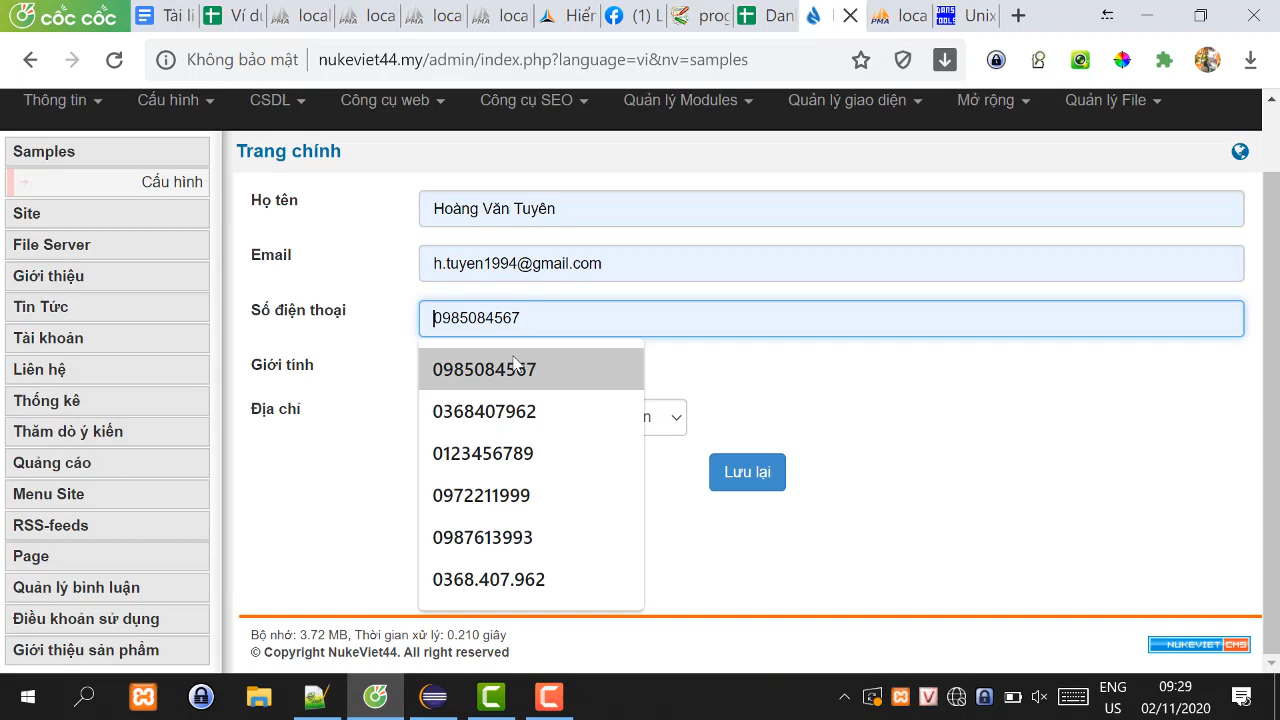 cốc cốc
Tài li
Ví dụ
local
loca
loca
loca
Hiển
(1) L
prog
Dan
loca
Unix
Không bảo mật
nukeviet44.my/admin/index.php?language=vi&nv=samples
Thông tin
Cấu hình
CSDL
Công cụ web
Công cụ SEO
Quản lý Modules
Quản lý giao diện
Mở rộng
Quản lý File
Samples
Cấu hình
Site
File Server
Giới thiệu
Tin Tức
Tài khoản
Liên hệ
Thống kê
Thăm dò ý kiến
Quảng cáo
Menu Site
RSS-feeds
Page
Quản lý bình luận
Điều khoản sử dụng
Giới thiệu sản phẩm
Trang chính
Họ tên
Hoàng Văn Tuyên
Email
h.tuyen1994@gmail.com
Số điện thoại
0985084567
0985084567
0368407962
0123456789
0972211999
0987613993
0368.407.962
Giới tính
Địa chỉ
n
Lưu lại
Bộ nhớ: 3.72 MB, Thời gian xử lý: 0.210 giây
© Copyright NukeViet44. All right reserved
NUKEVIET CMS
ENG
US
09:29
02/11/2020